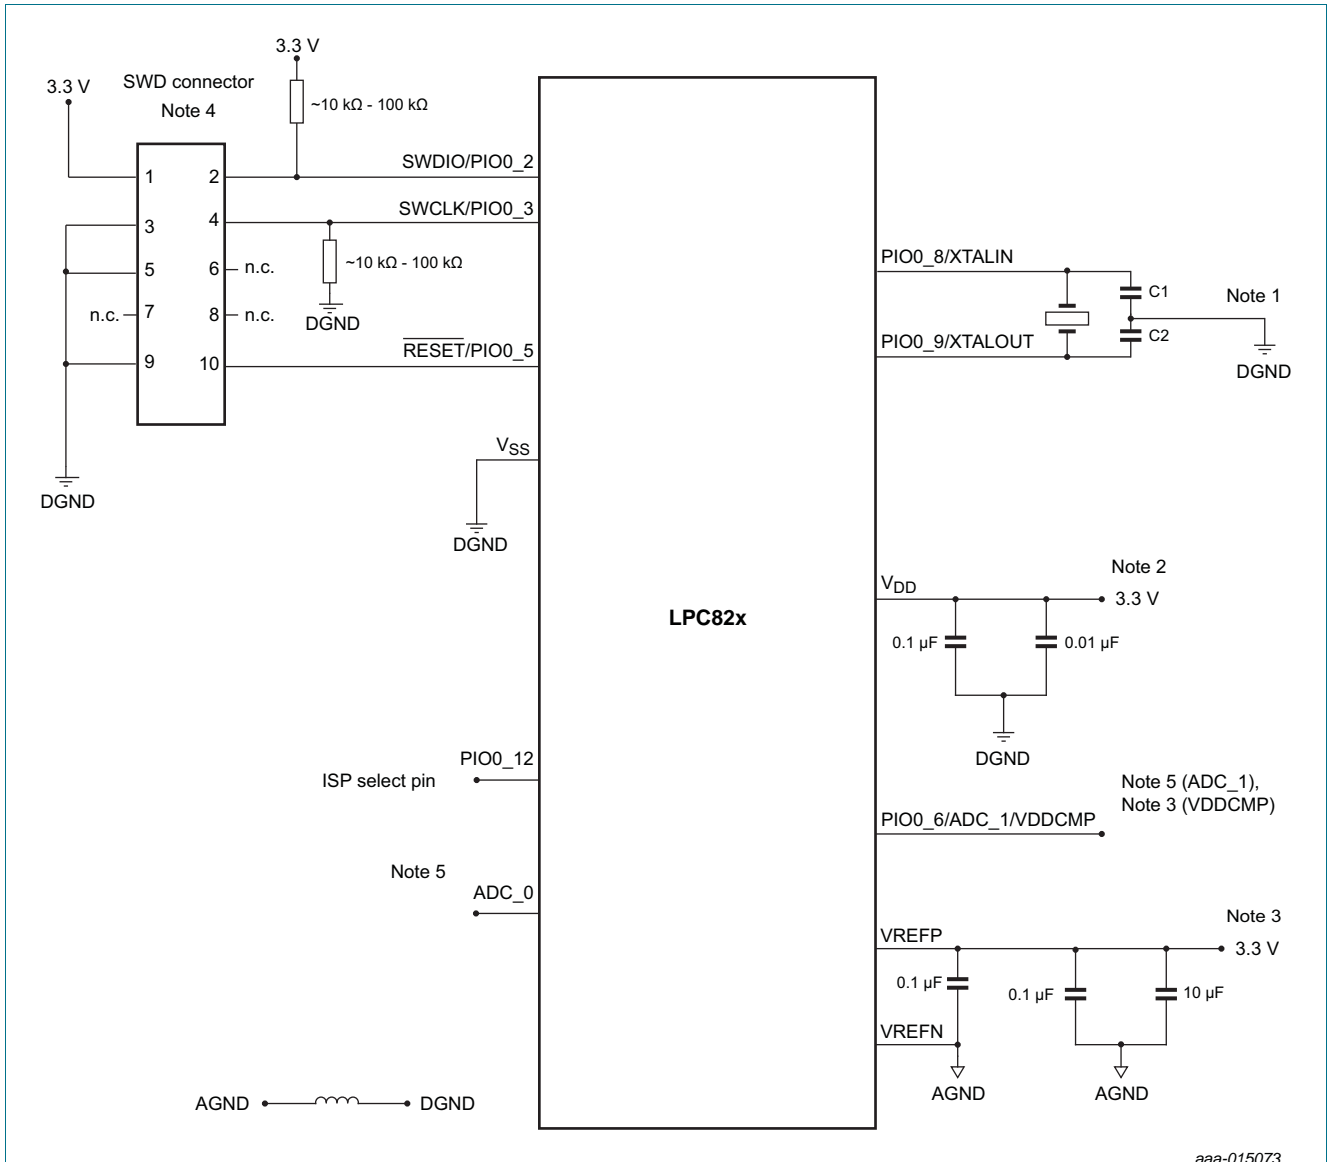 3.3 V
3.3 V
SWD connector
Note 4
~10 kΩ - 100 kΩ
1
2
SWDIO/PIO0_2
3
4
SWCLK/PIO0_3
5
6
n.c.
~10 kΩ - 100 kΩ
n.c.
7
8
n.c.
DGND
9
10
RESET/PIO0_5
DGND
VSS
DGND
LPC82x
ISP select pin
PIO0_12
Note 5
ADC_0
AGND
DGND
PIO0_8/XTALIN
C1
Note 1
PIO0_9/XTALOUT
C2
DGND
Note 2
VDD
3.3 V
0.1 µF
0.01 µF
DGND
Note 5 (ADC_1),
Note 3 (VDDCMP)
PIO0_6/ADC_1/VDDCMP
Note 3
VREFP
3.3 V
0.1 µF
0.1 µF
10 µF
VREFN
AGND
AGND
aaa-015073